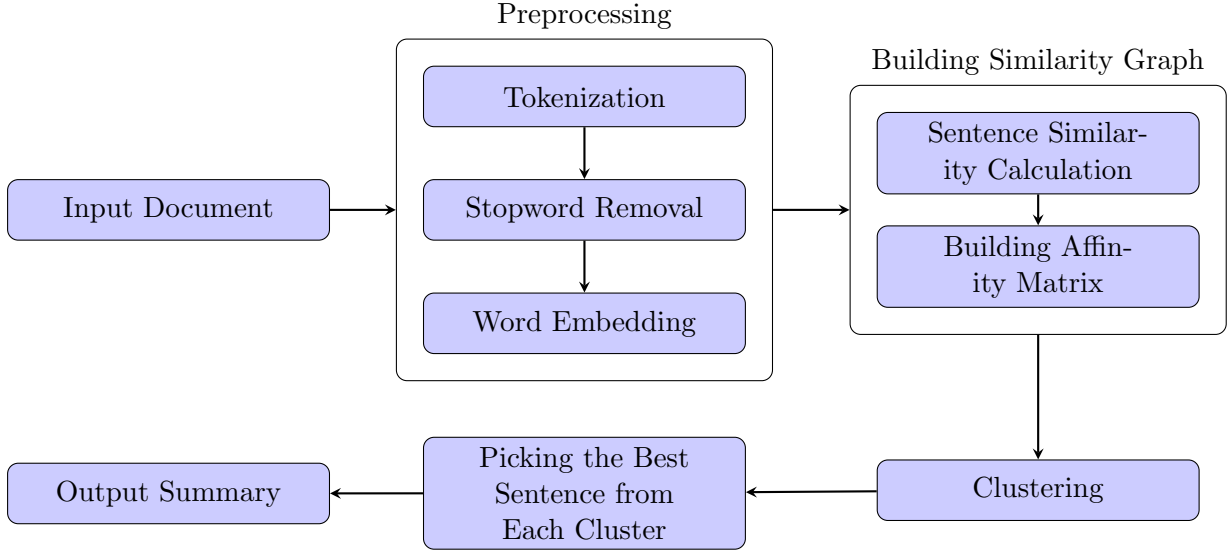 Preprocessing
Tokenization
Stopword Removal
Word Embedding
Input Document
Building Similarity Graph
Sentence Similar-
ity Calculation
Building Affin-
ity Matrix
Clustering
Picking the Best
Sentence from
Each Cluster
Output Summary